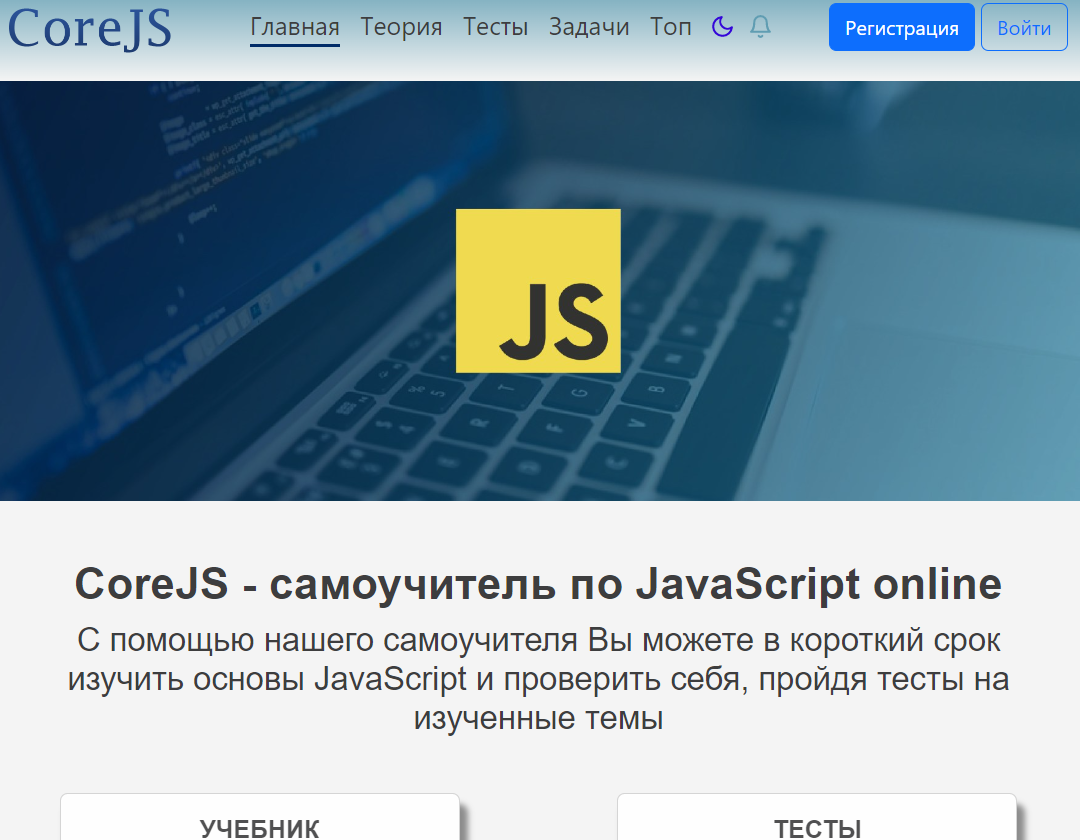 CoreJS
Главная Теория Тесты Задачи Топ
Регистрация Войти
JS
CoreJS - самоучитель по JavaScript online
С помощью нашего самоучителя Вы можете в короткий срок
изучить основы JavaScript и проверить себя, пройдя тесты на
изученные темы
УЧЕБНИК ТЕСТЫ